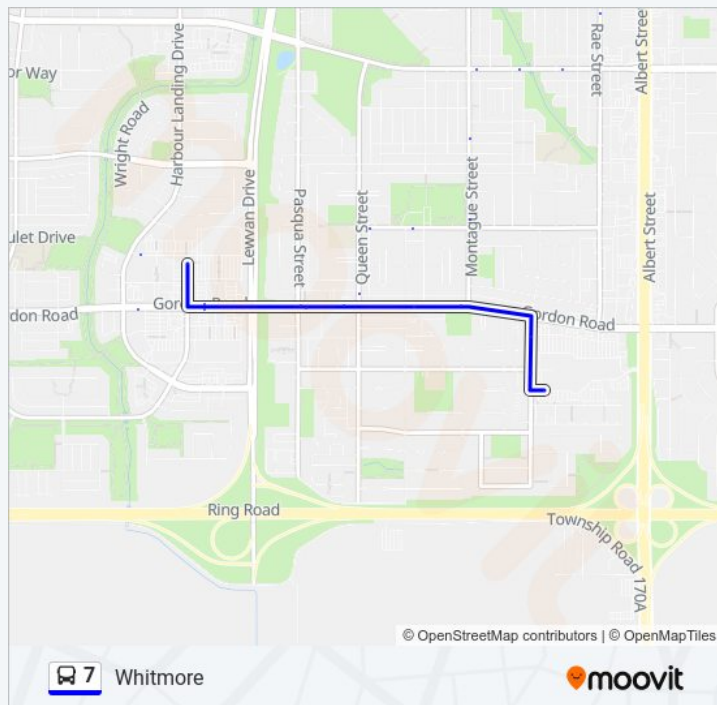 or Way
Wright Road
Harbour Landing Drive
Lewvan Drive
Pasqua Street
Queen Street
Montague Street
Rae Street
Albert Stree
Albert Street
ulet Drive
don Road
Gordon Road
Ring Road
Township Road 170A
© OpenStreetMap contributors | © OpenMapTiles
7 Whitmore
moovit